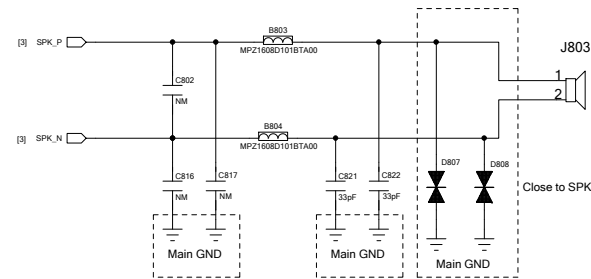 B803
[3] SPK_P
MPZ1608D101BTA00
J803
1
2
C802
NM
B804
[3] SPK_N
MPZ1608D101BTA00
C816
NM
C817
NM
C821
33pF
C822
33pF
D807
D808
Close to SPK
Main GND
Main GND
Main GND